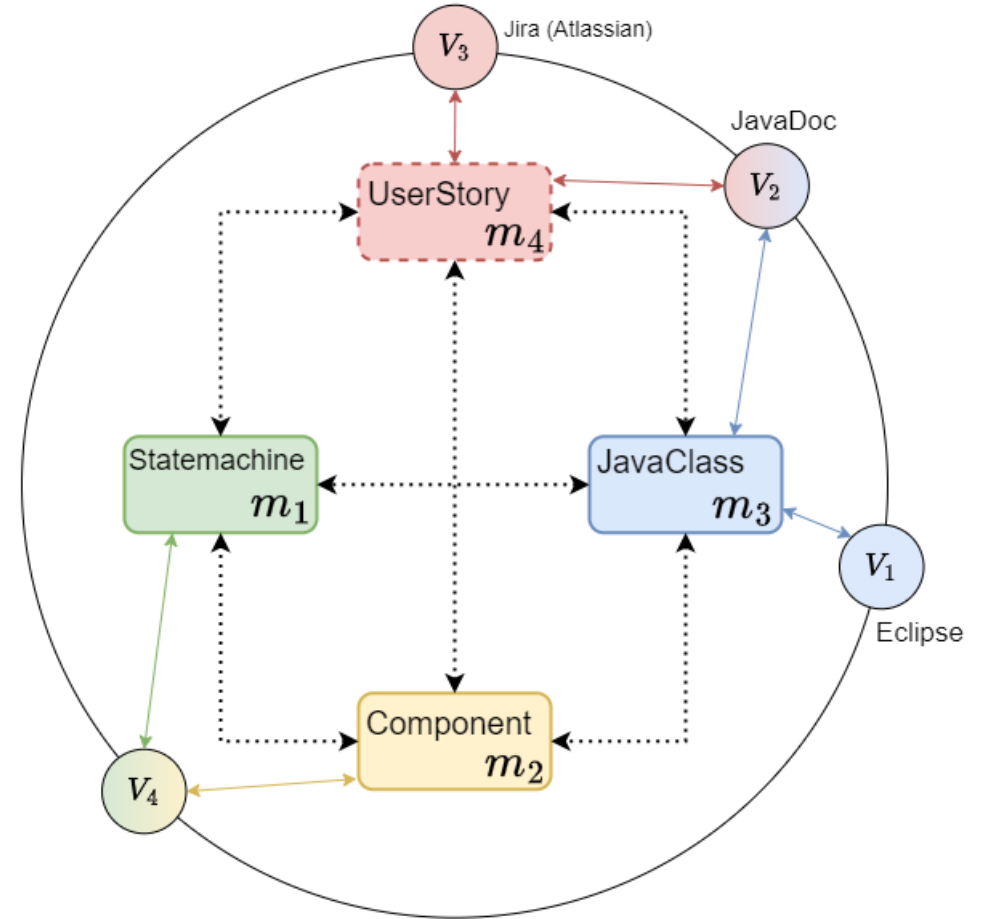 V₃
Jira (Atlassian)
JavaDoc
V₂
UserStory
m₄
Statemachine
m₁
JavaClass
m₃
V₁
Eclipse
Component
m₂
V₄